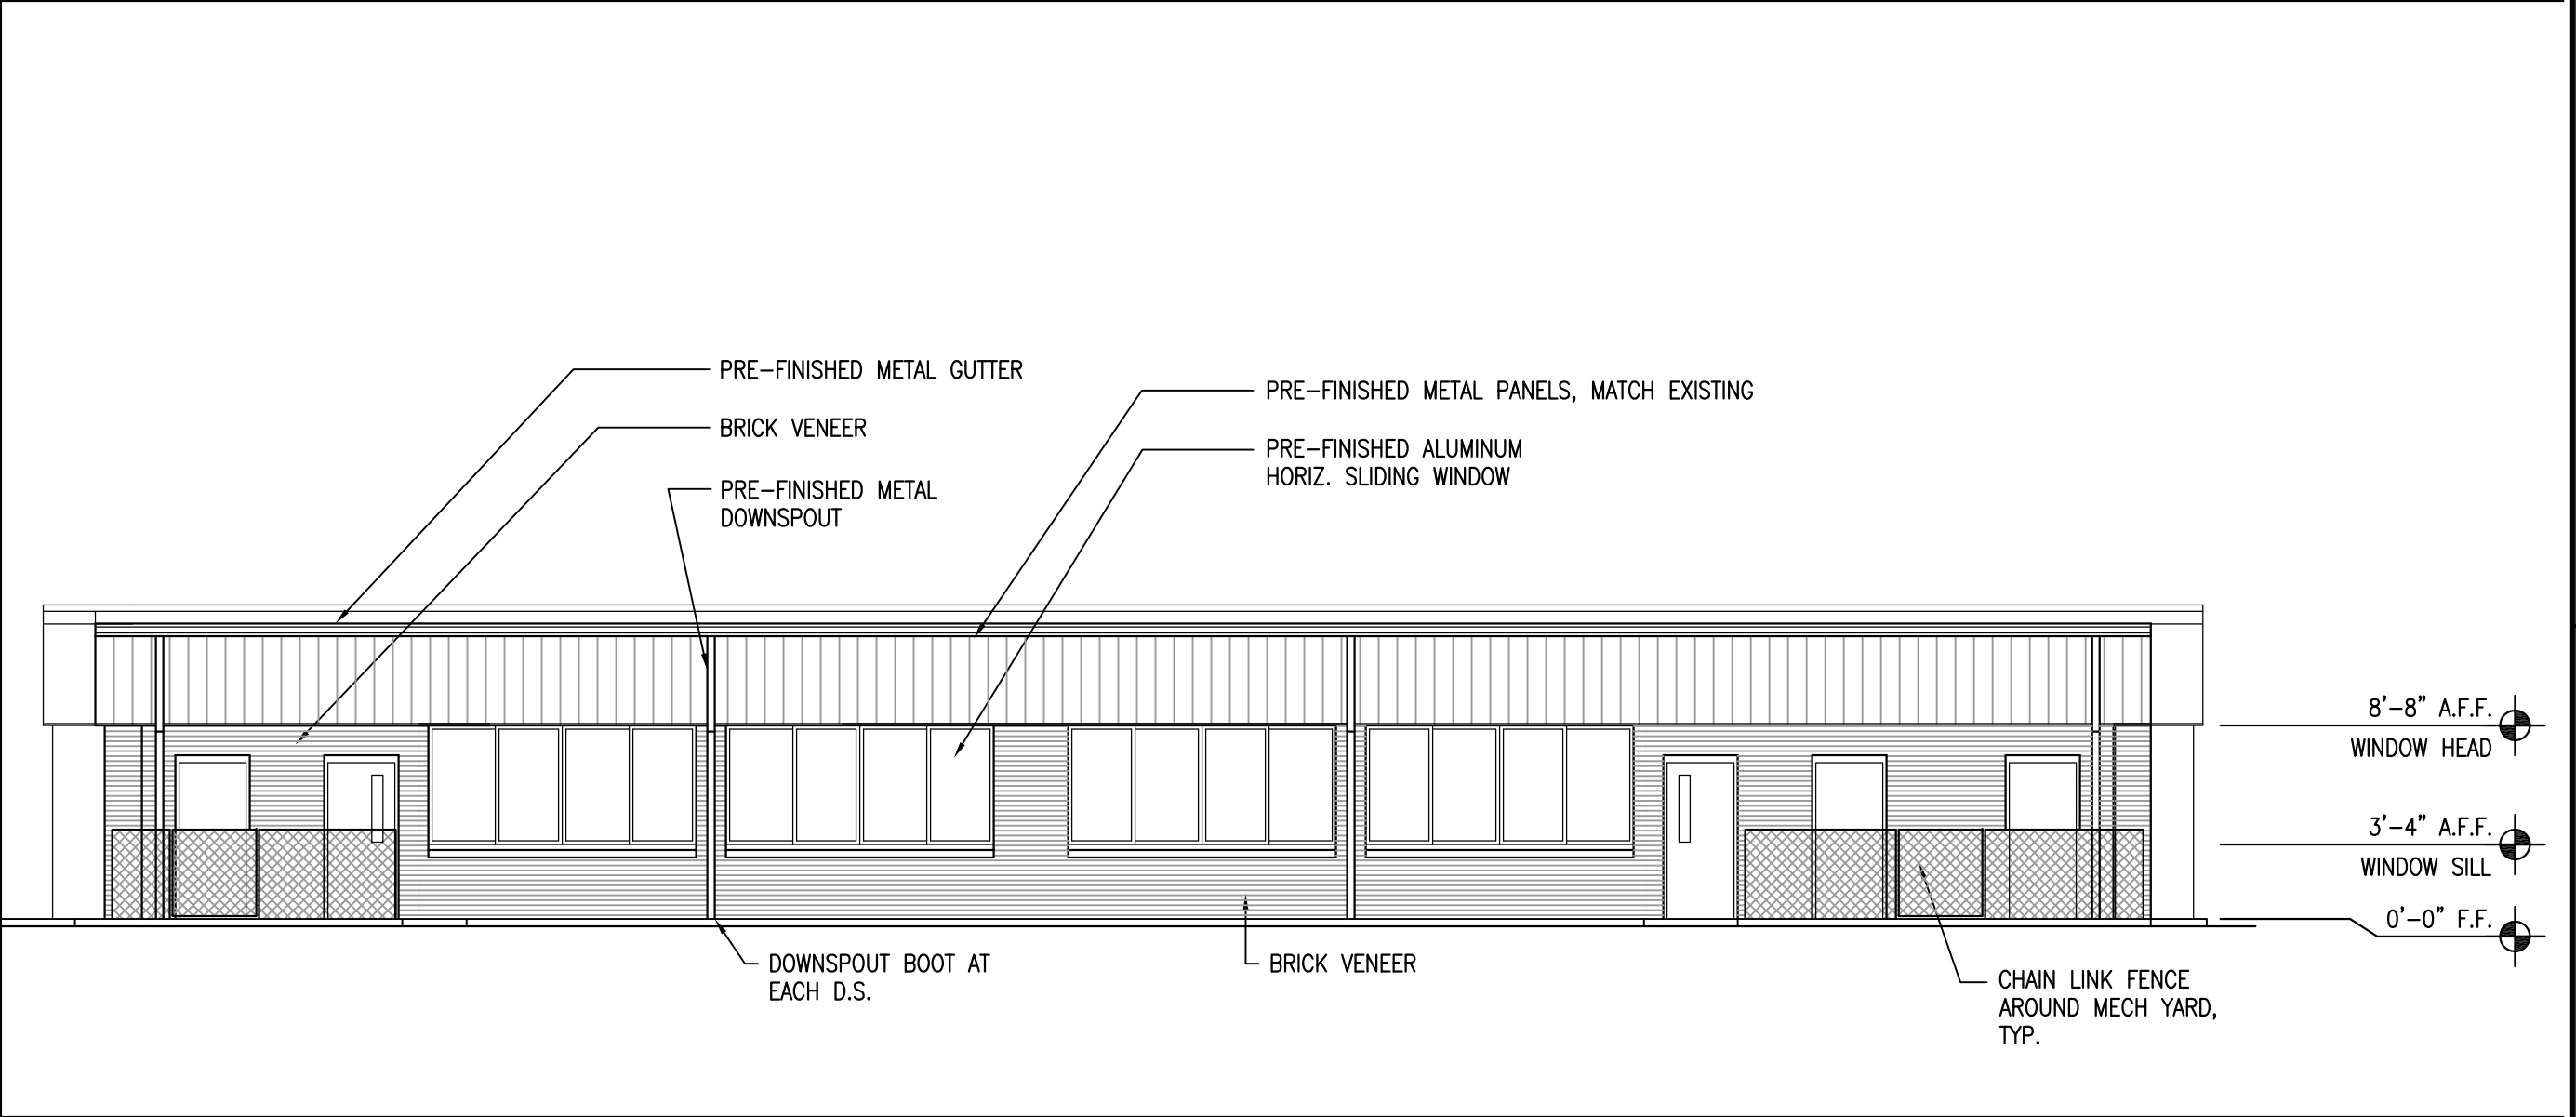 PRE-FINISHED METAL GUTTER
BRICK VENEER
PRE-FINISHED METAL
DOWNSPOUT
PRE-FINISHED METAL PANELS, MATCH EXISTING
PRE-FINISHED ALUMINUM
HORIZ. SLIDING WINDOW
8'-8" A.F.F.
WINDOW HEAD
3'-4" A.F.F.
WINDOW SILL
0'-0" F.F.
DOWNSPOUT BOOT AT
EACH D.S.
BRICK VENEER
CHAIN LINK FENCE
AROUND MECH YARD,
TYP.